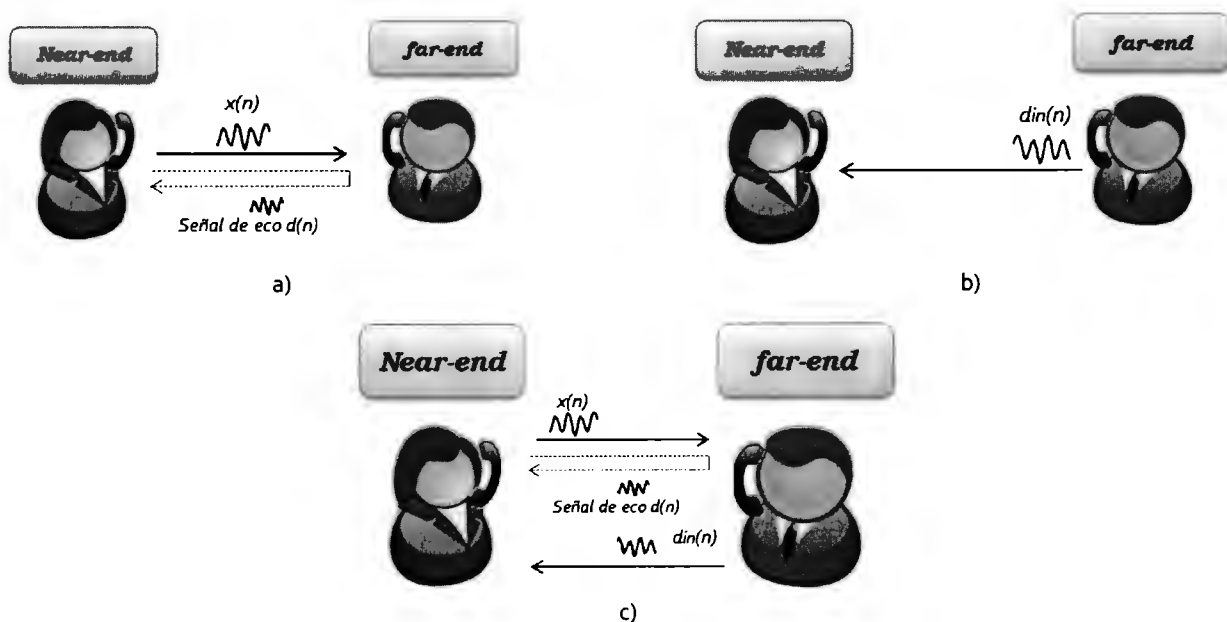 Near-end
far-end
x(n)
Señal de eco d(n)
a)
Near-end
far-end
din(n)
b)
Near-end
far-end
x(n)
Señal de eco d(n)
din(n)
c)